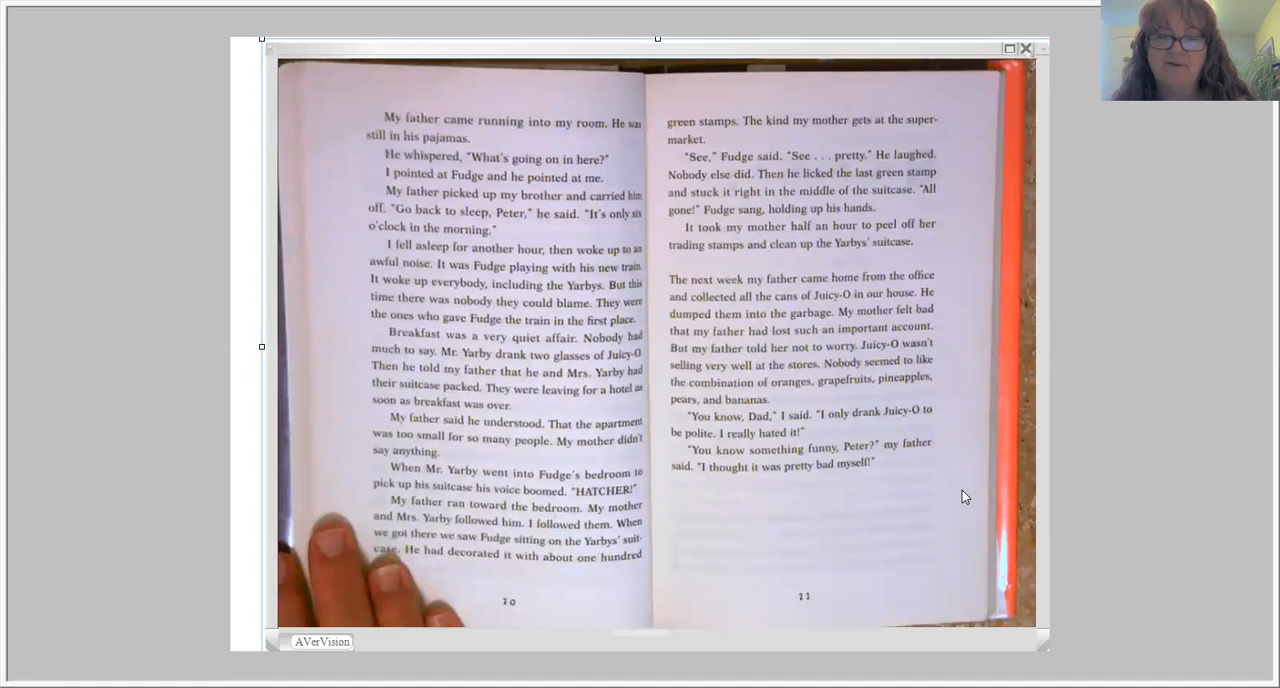 My father came running into my room. He was
still in his pajamas.
He whispered, "What's going on in here?"
I pointed at Fudge and he pointed at me.
My father picked up my brother and carried him
off. "Go back to sleep, Peter," he said. "It's only six
o'clock in the morning."
I fell asleep for another hour, then woke up to an
awful noise. It was Fudge playing with his new train.
It woke up everybody, including the Yarbys. But this
time there was nobody they could blame. They were
the ones who gave Fudge the train in the first place.
Breakfast was a very quiet affair. Nobody had
much to say. Mr. Yarby drank two glasses of Juicy-O.
Then he told my father that he and Mrs. Yarby had
their suitcase packed. They were leaving for a hotel as
soon as breakfast was over.
My father said he understood. That the apartment
was too small for so many people. My mother didn't
say anything.
When Mr. Yarby went into Fudge's bedroom to
pick up his suitcase his voice boomed. "HATCHER!"
My father ran toward the bedroom. My mother
and Mrs. Yarby followed him. I followed them. When
we got there we saw Fudge sitting on the Yarbys' suit-
case. He had decorated it with about one hundred
20
green stamps. The kind my mother gets at the super-
market.
"See," Fudge said. "See . . . pretty." He laughed.
Nobody else did. Then he licked the last green stamp
and stuck it right in the middle of the suitcase. "All
gone!" Fudge sang, holding up his hands.
It took my mother half an hour to peel off her
trading stamps and clean up the Yarbys' suitcase.
The next week my father came home from the office
and collected all the cans of Juicy-O in our house. He
dumped them into the garbage. My mother felt bad
that my father had lost such an important account.
But my father told her not to worry. Juicy-O wasn't
selling very well at the stores. Nobody seemed to like
the combination of oranges, grapefruits, pineapples,
pears, and bananas.
"You know, Dad," I said. "I only drank Juicy-O to
be polite. I really hated it!"
"You know something funny, Peter?" my father
said. "I thought it was pretty bad myself!"
21
AVerVision